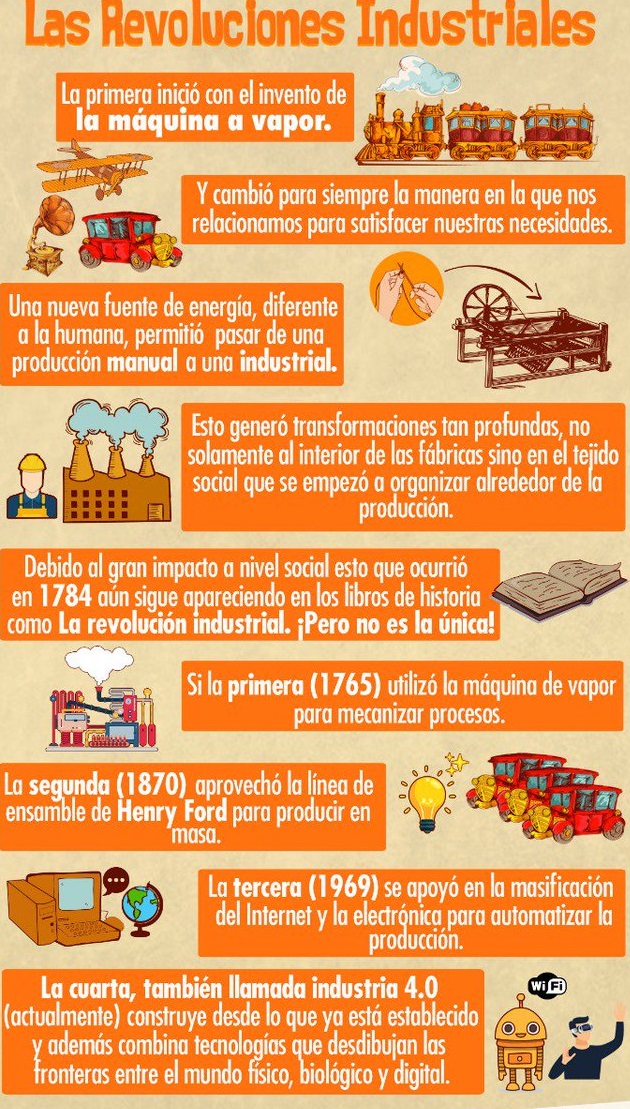 Las Revoluciones Industriales
La primera inició con el invento de
la máquina a vapor.
Y cambió para siempre la manera en la que nos
relacionamos para satisfacer nuestras necesidades.
Una nueva fuente de energía, diferente
a la humana, permitió pasar de una
producción manual a una industrial.
Esto generó transformaciones tan profundas, no
solamente al interior de las fábricas sino en el tejido
social que se empezó a organizar alrededor de la
producción.
Debido al gran impacto a nivel social esto que ocurrió
en 1784 aún sigue apareciendo en los libros de historia
como La revolución industrial. ¡Pero no es la única!
Si la primera (1765) utilizó la máquina de vapor
para mecanizar procesos.
La segunda (1870) aprovechó la línea de
ensamble de Henry Ford para producir en
masa.
La tercera (1969) se apoyó en la masificación
del Internet y la electrónica para automatizar la
producción.
La cuarta, también llamada industria 4.0
(actualmente) construye desde lo que ya está establecido
y además combina tecnologías que desdibujan las
fronteras entre el mundo físico, biológico y digital.
WiFi